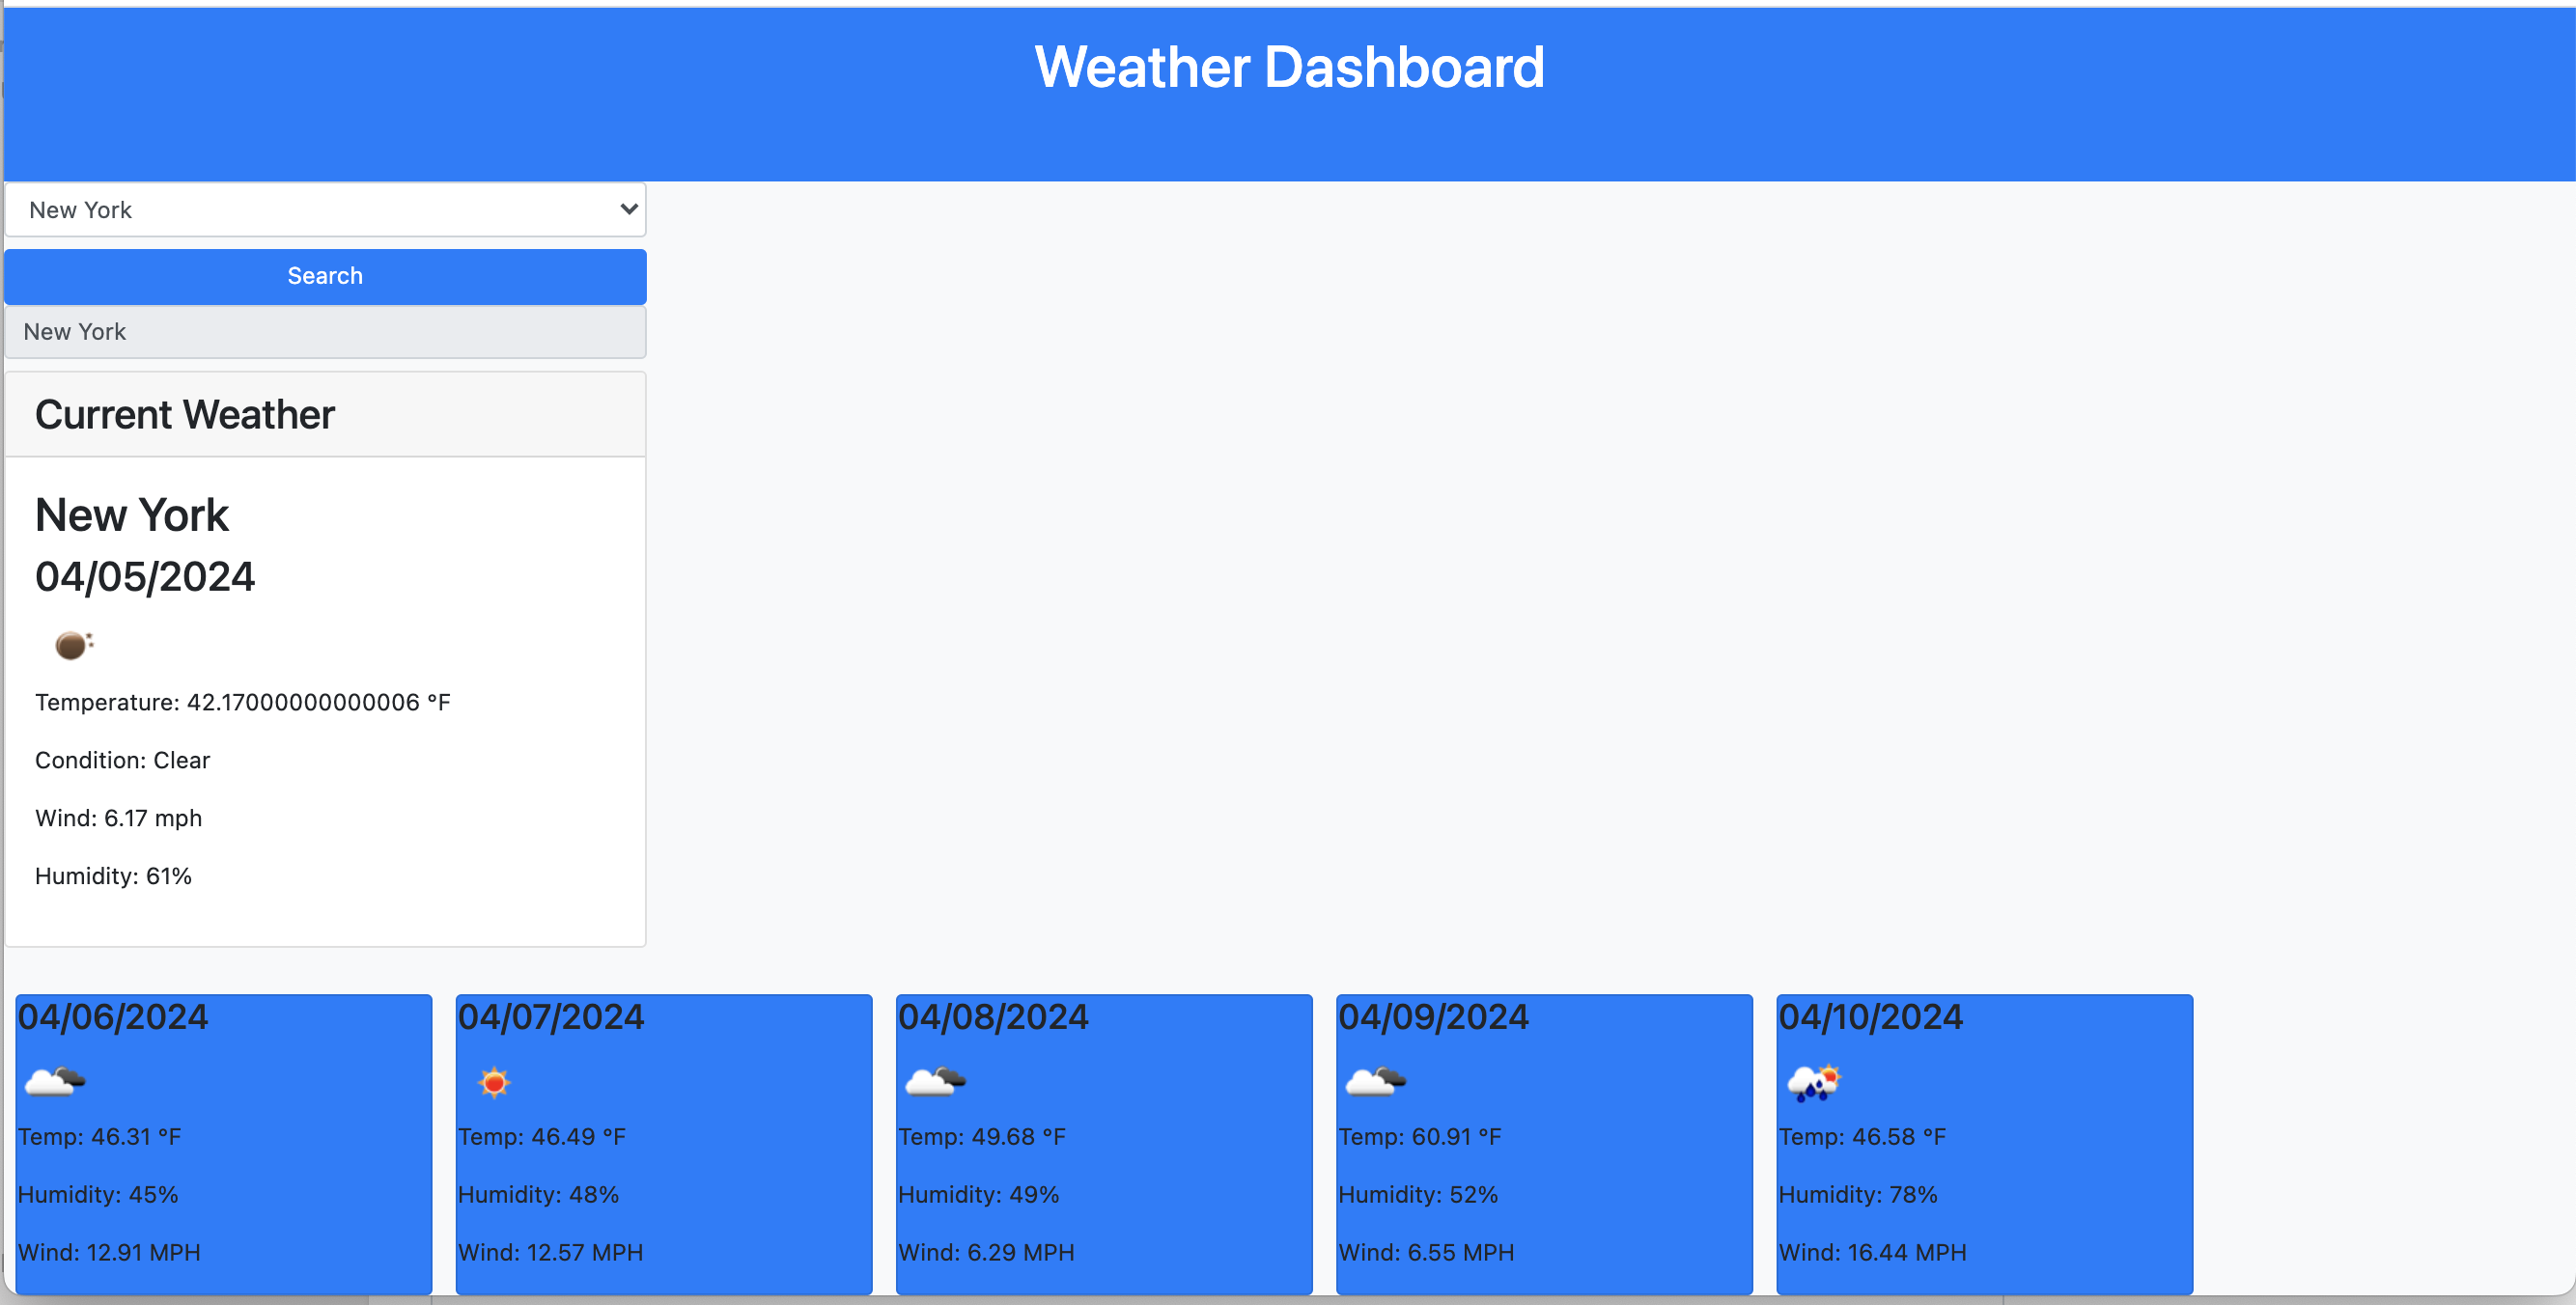 Weather Dashboard
New York
Search
New York
Current Weather
New York
04/05/2024
Temperature: 42.17000000000006 °F
Condition: Clear
Wind: 6.17 mph
Humidity: 61%
04/06/2024
Temp: 46.31 °F
Humidity: 45%
Wind: 12.91 MPH
04/07/2024
Temp: 46.49 °F
Humidity: 48%
Wind: 12.57 MPH
04/08/2024
Temp: 49.68 °F
Humidity: 49%
Wind: 6.29 MPH
04/09/2024
Temp: 60.91 °F
Humidity: 52%
Wind: 6.55 MPH
04/10/2024
Temp: 46.58 °F
Humidity: 78%
Wind: 16.44 MPH